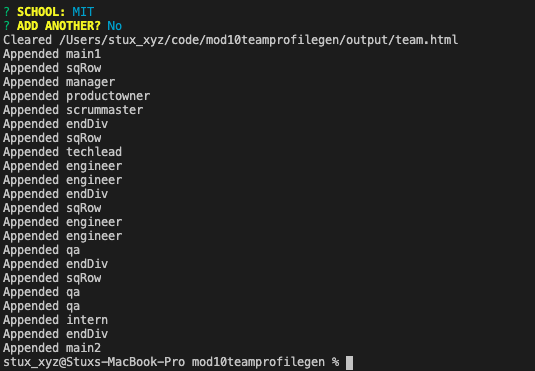 ? SCHOOL: MIT
? ADD ANOTHER? No
Cleared /Users/stux_xyz/code/mod10teamprofilegen/output/team.html
Appended main1
Appended sqRow
Appended manager
Appended productowner
Appended scrummaster
Appended endDiv
Appended sqRow
Appended techlead
Appended engineer
Appended engineer
Appended endDiv
Appended sqRow
Appended engineer
Appended engineer
Appended qa
Appended endDiv
Appended sqRow
Appended qa
Appended qa
Appended intern
Appended endDiv
Appended main2
stux_xyz@Stuxs-MacBook-Pro mod10teamprofilegen %